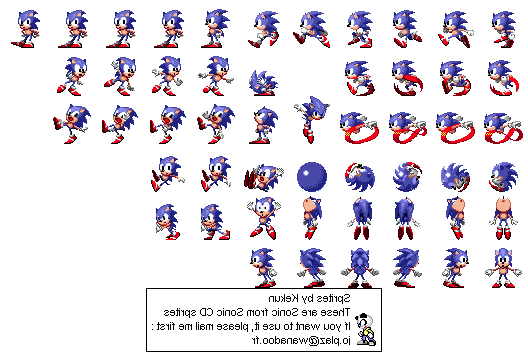 Sprites by Kekun
These are Sonic from Sonic CD sprites
If you want to use it, please mail me first :
jo.plaz@wanadoo.fr